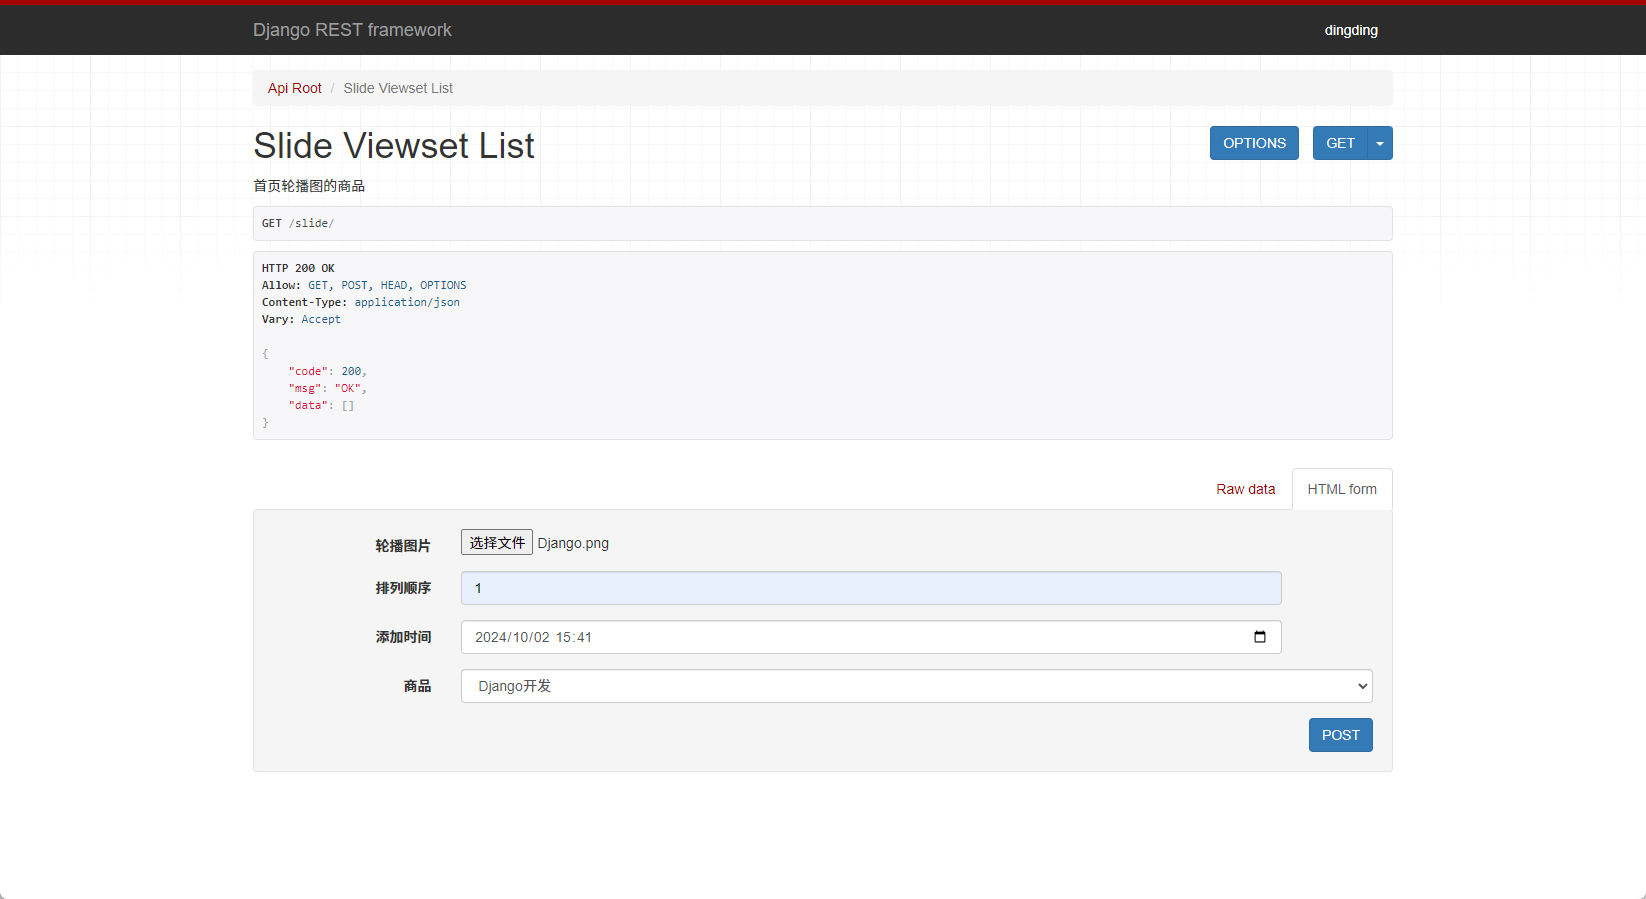 Django REST framework
dingding
Api Root / Slide Viewset List
Slide Viewset List
OPTIONS
GET
首页轮播图的商品
GET /slide/
HTTP 200 OK
Allow: GET, POST, HEAD, OPTIONS
Content-Type: application/json
Vary: Accept
{
    "code": 200,
    "msg": "OK",
    "data": []
}
Raw data
HTML form
轮播图片 选择文件 Django.png
排列顺序 1
添加时间 2024/10/02 15:41
商品 Django开发
POST